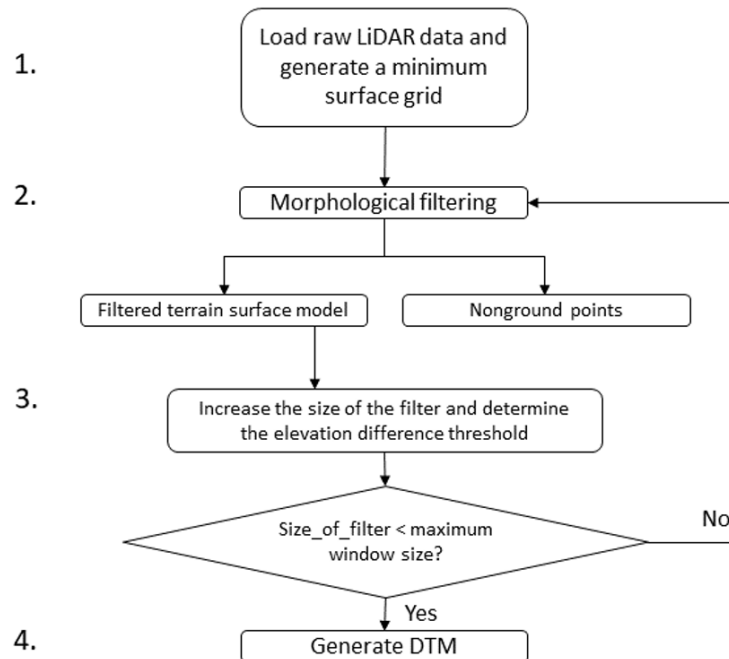 1.
Load raw LiDAR data and
generate a minimum
surface grid
2.
Morphological filtering
Filtered terrain surface model
Nonground points
3.
Increase the size of the filter and determine
the elevation difference threshold
Size_of_filter < maximum
window size?
No
Yes
4.
Generate DTM